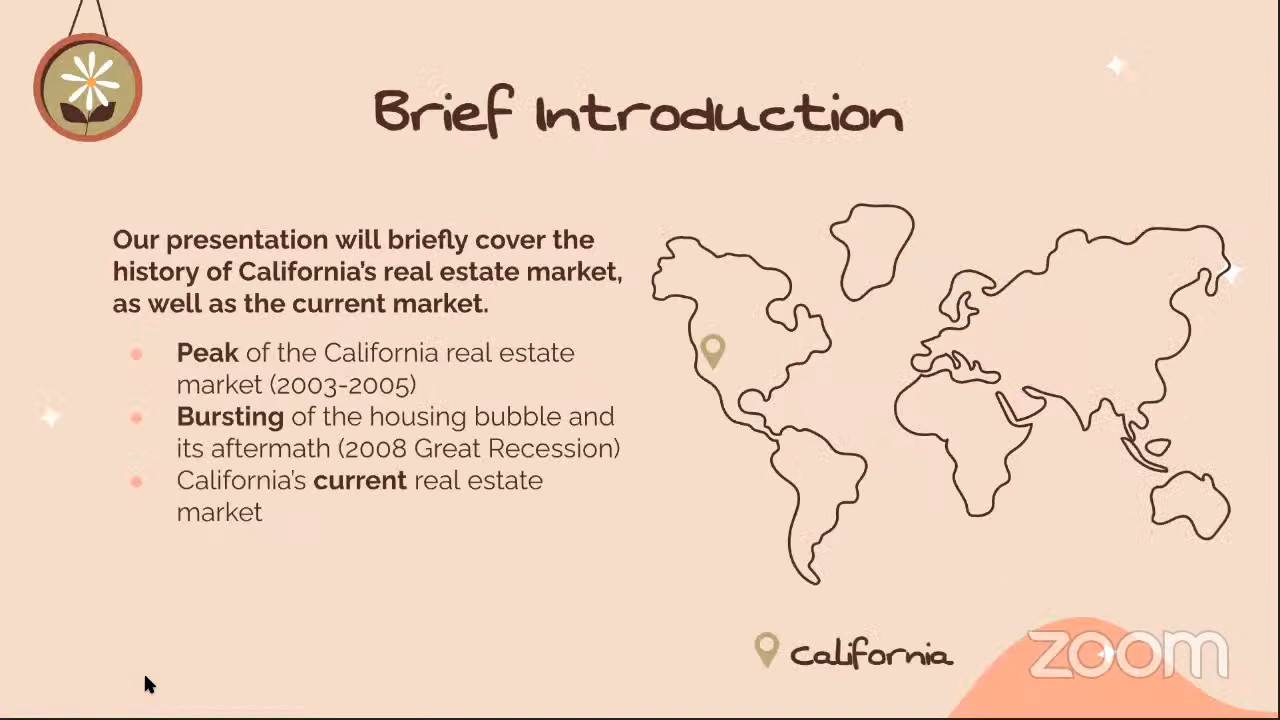 Brief Introduction
Our presentation will briefly cover the
history of California's real estate market,
as well as the current market.
Peak of the California real estate
market (2003-2005)
Bursting of the housing bubble and
its aftermath (2008 Great Recession)
California's current real estate
market
California
zoom